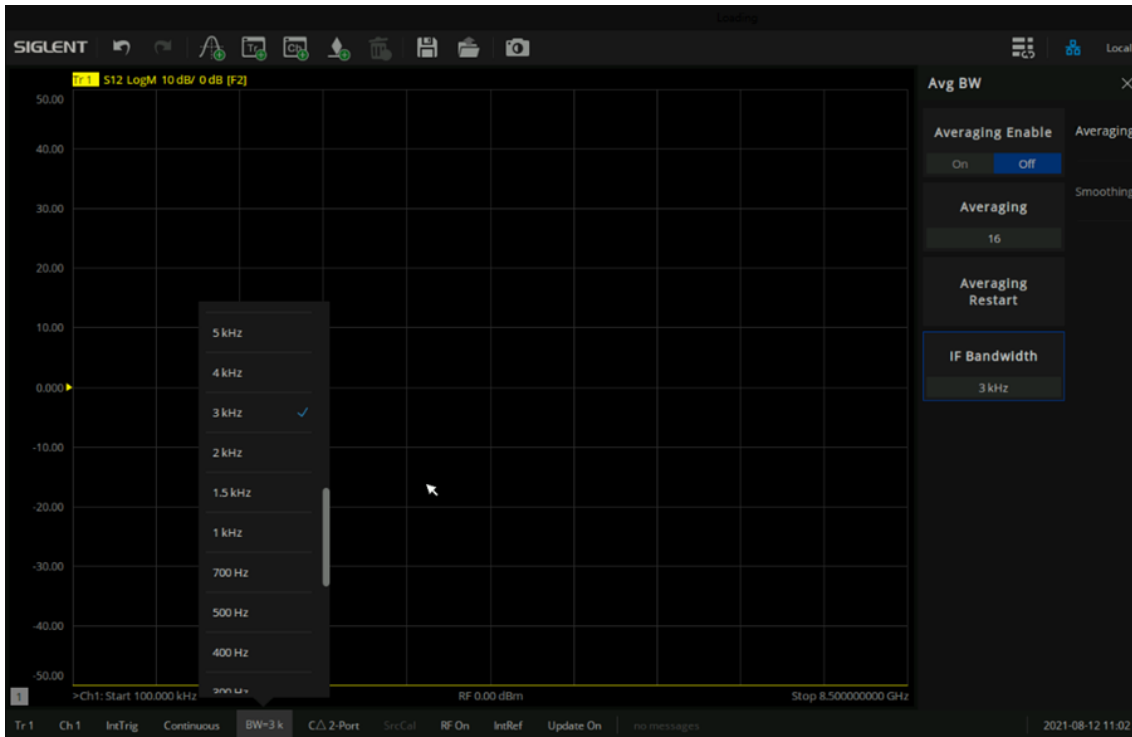 Loading
SIGLENT Tr Ch Local
Tr 1 S12 LogM 10 dB/ 0 dB [F2]
50.00
40.00
30.00
20.00
10.00
0.000
-10.00
-20.00
-30.00
-40.00
-50.00
5 kHz
4 kHz
3 kHz
2 kHz
1.5 kHz
1 kHz
700 Hz
500 Hz
400 Hz
300 Hz
1 >Ch1: Start 100.000 kHz RF 0.00 dBm Stop 8.500000000 GHz
Avg BW
Averaging Enable
On Off
Averaging
16
Averaging
Restart
IF Bandwidth
3 kHz
Averaging
Smoothing
Tr 1 Ch 1 IntTrig Continuous BW=3 k C△ 2-Port SrcCal RF On IntRef Update On no messages 2021-08-12 11:02